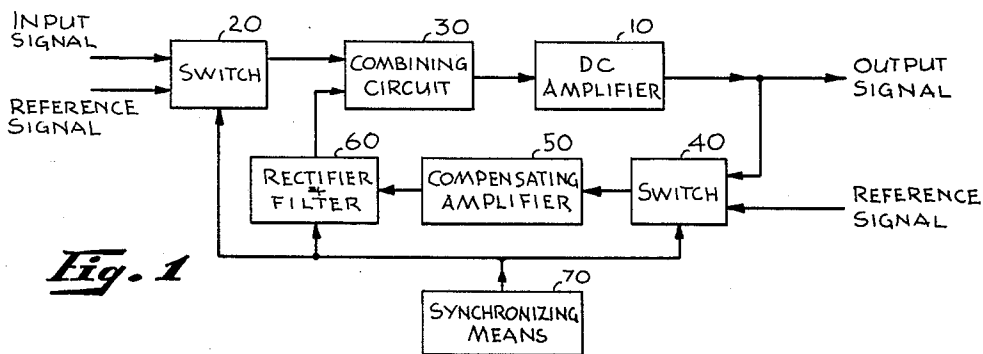 INPUT
SIGNAL
REFERENCE
SIGNAL
20
SWITCH
30
COMBINING
CIRCUIT
10
DC
AMPLIFIER
OUTPUT
SIGNAL
60
RECTIFIER
&
FILTER
50
COMPENSATING
AMPLIFIER
40
SWITCH
REFERENCE
SIGNAL
70
SYNCHRONIZING
MEANS
Fig. 1